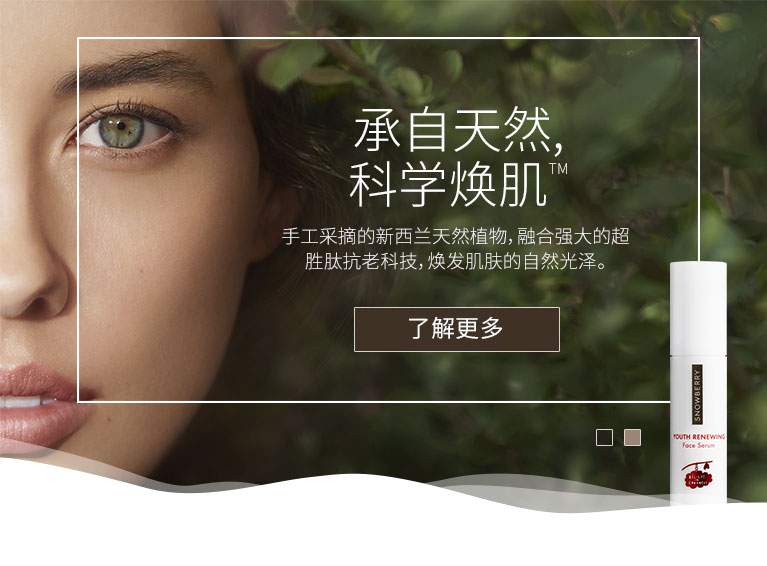 承自天然,
科学焕肌™
手工采摘的新西兰天然植物, 融合强大的超
胜肽抗老科技, 焕发肌肤的自然光泽。
了解更多
SNOWBERRY
YOUTH RENEWING
Face Serum